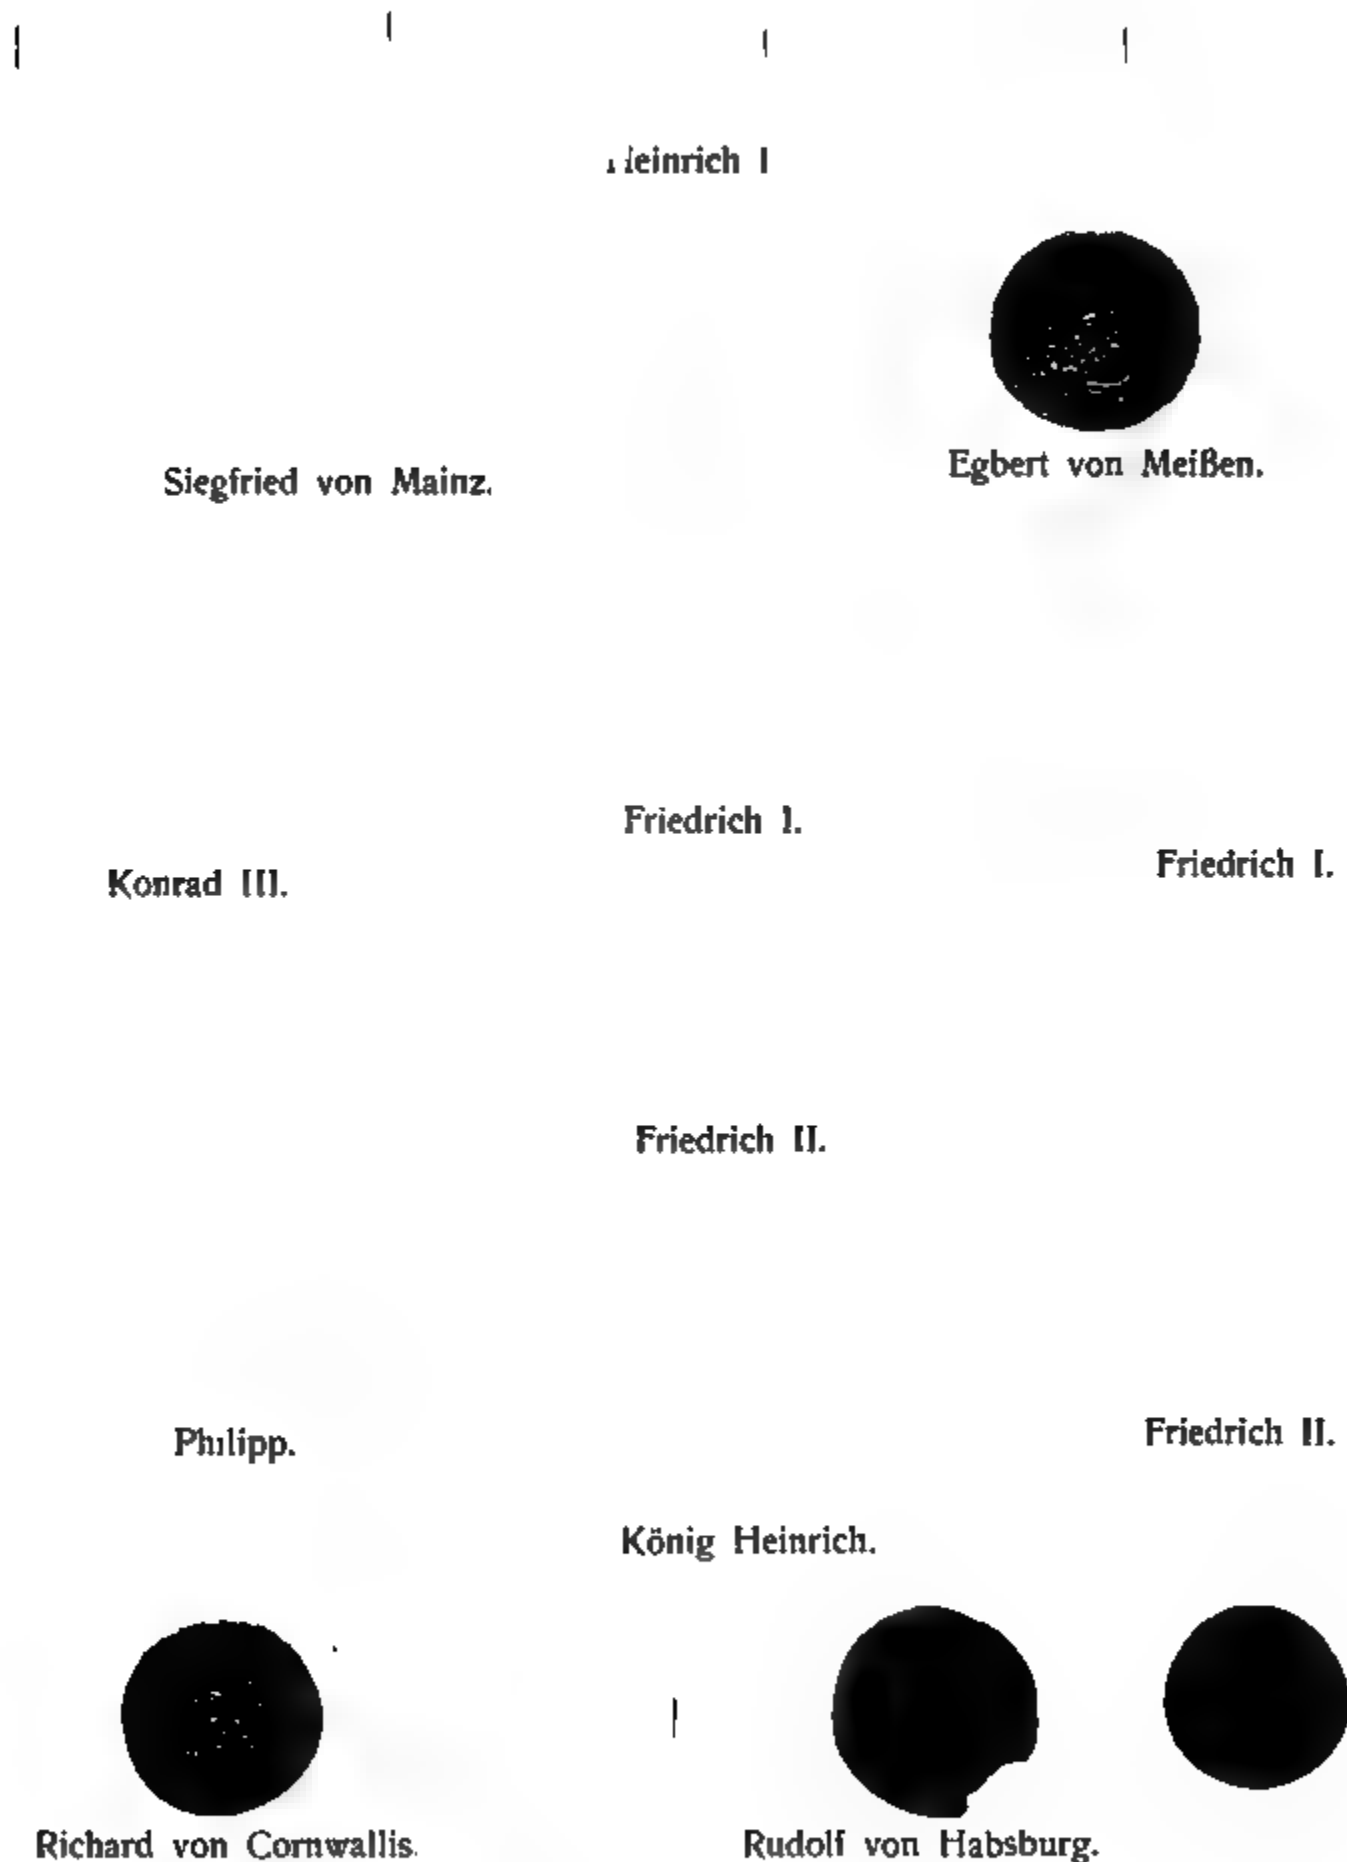 Heinrich I
Egbert von Meißen.
Siegfried von Mainz.
Friedrich I.
Friedrich I.
Konrad III.
Friedrich II.
Friedrich II.
Philipp.
König Heinrich.
Richard von Cornwallis.
Rudolf von Habsburg.